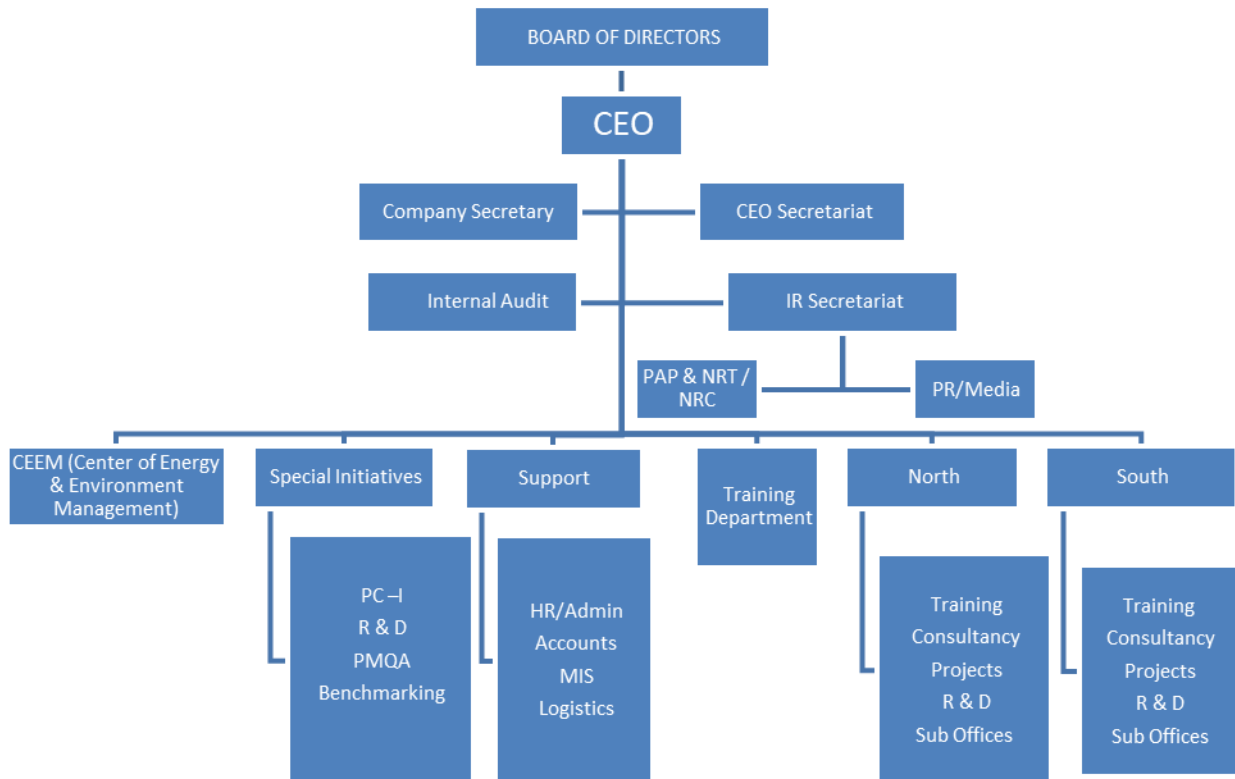 BOARD OF DIRECTORS
CEO
Company Secretary
CEO Secretariat
Internal Audit
IR Secretariat
PAP & NRT /
NRC
PR/Media
CEEM (Center of Energy
& Environment
Management)
Special Initiatives
Support
Training
Department
North
South
PC –I
R & D
PMQA
Benchmarking
HR/Admin
Accounts
MIS
Logistics
Training
Consultancy
Projects
R & D
Sub Offices
Training
Consultancy
Projects
R & D
Sub Offices